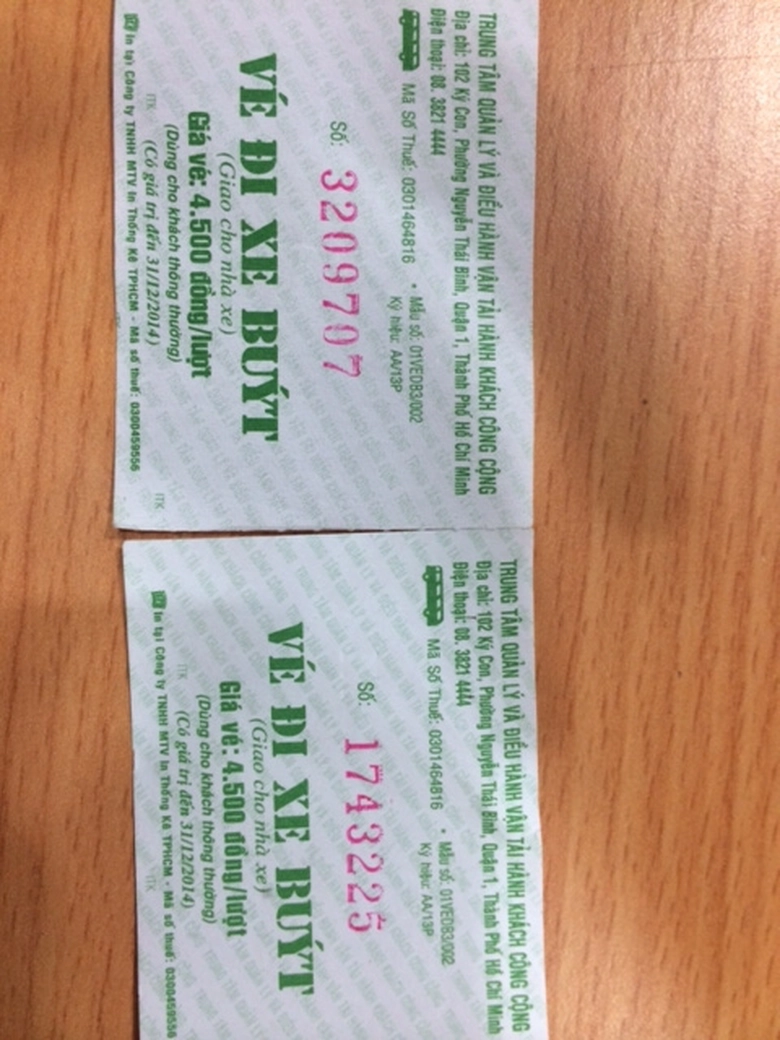 TRUNG TÂM QUẢN LÝ VÀ ĐIỀU HÀNH VẬN TẢI HÀNH KHÁCH CÔNG CỘNG
Địa chỉ: 102 Ký Con, Phường Nguyễn Thái Bình, Quận 1, Thành Phố Hồ Chí Minh
Điện thoại: 08. 3821 4444
Mã Số Thuế: 0301464816 • Mẫu số: 01VEDB3/002
Ký hiệu: AA/13P
Số: 3209707
VÉ ĐI XE BUÝT
(Giao cho nhà xe)
Giá vé: 4.500 đồng/lượt
(Dùng cho khách thông thường)
ITK (Có giá trị đến 31/12/2014) ITK
In tại Công ty TNHH MTV In Thống Kê TPHCM - Mã số thuế: 0300459556
TRUNG TÂM QUẢN LÝ VÀ ĐIỀU HÀNH VẬN TẢI HÀNH KHÁCH CÔNG CỘNG
Địa chỉ: 102 Ký Con, Phường Nguyễn Thái Bình, Quận 1, Thành Phố Hồ Chí Minh
Điện thoại: 08. 3821 4444
Mã Số Thuế: 0301464816 • Mẫu số: 01VEDB3/002
Ký hiệu: AA/13P
Số: 1743225
VÉ ĐI XE BUÝT
(Giao cho nhà xe)
Giá vé: 4.500 đồng/lượt
(Dùng cho khách thông thường)
ITK (Có giá trị đến 31/12/2014)
In tại Công ty TNHH MTV In Thống Kê TPHCM - Mã số thuế: 0300459556